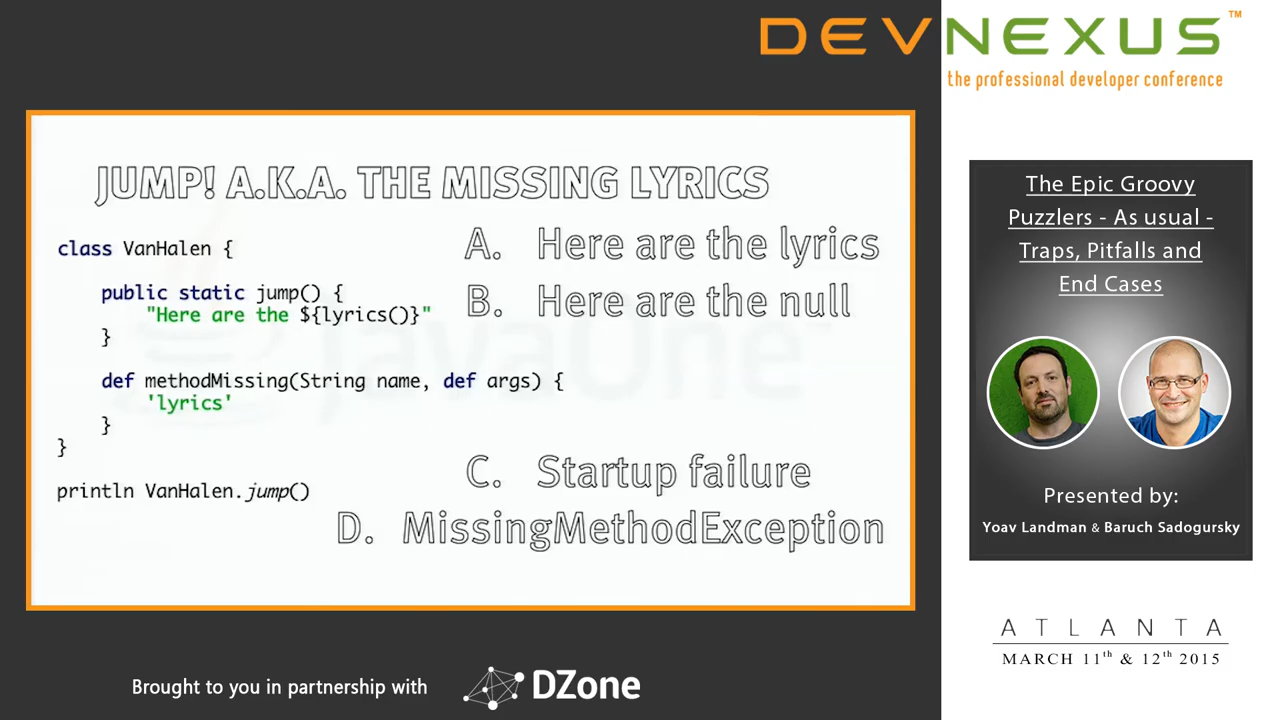 DEVNEXUS™
the professional developer conference
JUMP! A.K.A. THE MISSING LYRICS
class VanHalen {
public static jump() {
"Here are the ${lyrics()}"
}
def methodMissing(String name, def args) {
'lyrics'
}
}
println VanHalen.jump()
A. Here are the lyrics
B. Here are the null
C. Startup failure
D. MissingMethodException
JavaOne
The Epic Groovy
Puzzlers - As usual -
Traps, Pitfalls and
End Cases
Presented by:
Yoav Landman & Baruch Sadogursky
ATLANTA
MARCH 11th & 12th 2015
Brought to you in partnership with
DZone